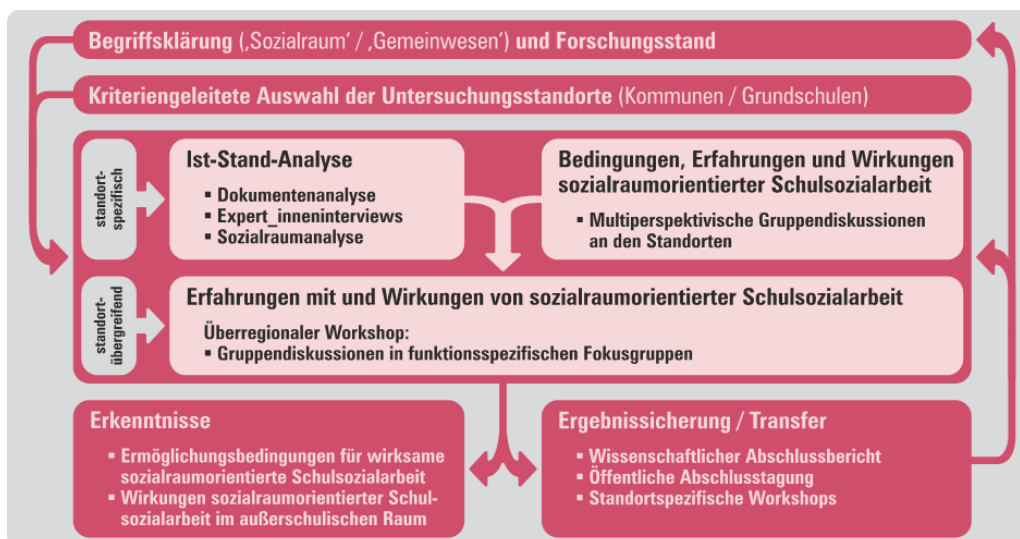 Begriffsklärung (‚Sozialraum‘ / ‚Gemeinwesen‘) und Forschungsstand
Kriteriengeleitete Auswahl der Untersuchungsstandorte (Kommunen / Grundschulen)
standort-
spezifisch
Ist-Stand-Analyse
▪ Dokumentenanalyse
▪ Expert_inneninterviews
▪ Sozialraumanalyse
Bedingungen, Erfahrungen und Wirkungen
sozialraumorientierter Schulsozialarbeit
▪ Multiperspektivische Gruppendiskussionen
an den Standorten
standort-
übergreifend
Erfahrungen mit und Wirkungen von sozialraumorientierter Schulsozialarbeit
Überregionaler Workshop:
▪ Gruppendiskussionen in funktionsspezifischen Fokusgruppen
Erkenntnisse
▪ Ermöglichungsbedingungen für wirksame
sozialraumorientierte Schulsozialarbeit
▪ Wirkungen sozialraumorientierter Schul-
sozialarbeit im außerschulischen Raum
Ergebnissicherung / Transfer
▪ Wissenschaftlicher Abschlussbericht
▪ Öffentliche Abschlusstagung
▪ Standortspezifische Workshops